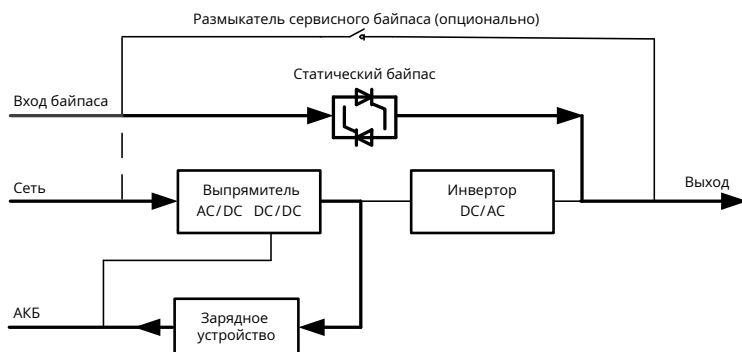 Размыкатель сервисного байпаса (опционально)
Статический байпас
Вход байпаса
Сеть
Выпрямитель
AC/DC DC/DC
Инвертор
DC/AC
Выход
АКБ
Зарядное
устройство